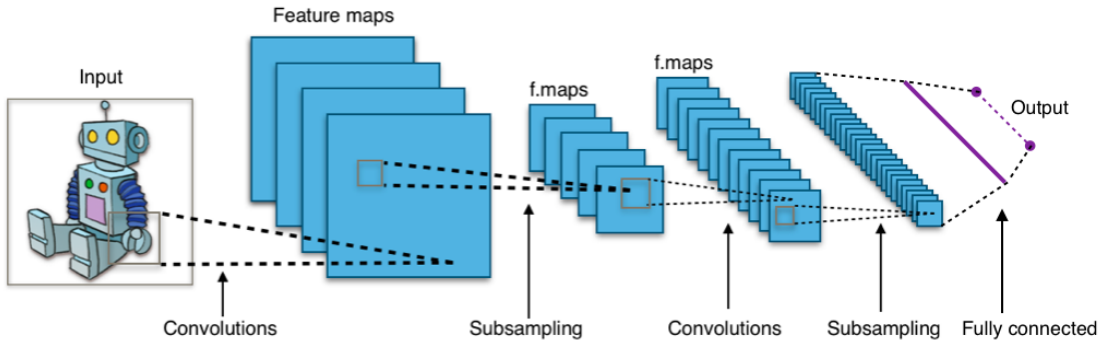 Feature maps
Input
f.maps
f.maps
Output
Convolutions
Subsampling
Convolutions
Subsampling
Fully connected